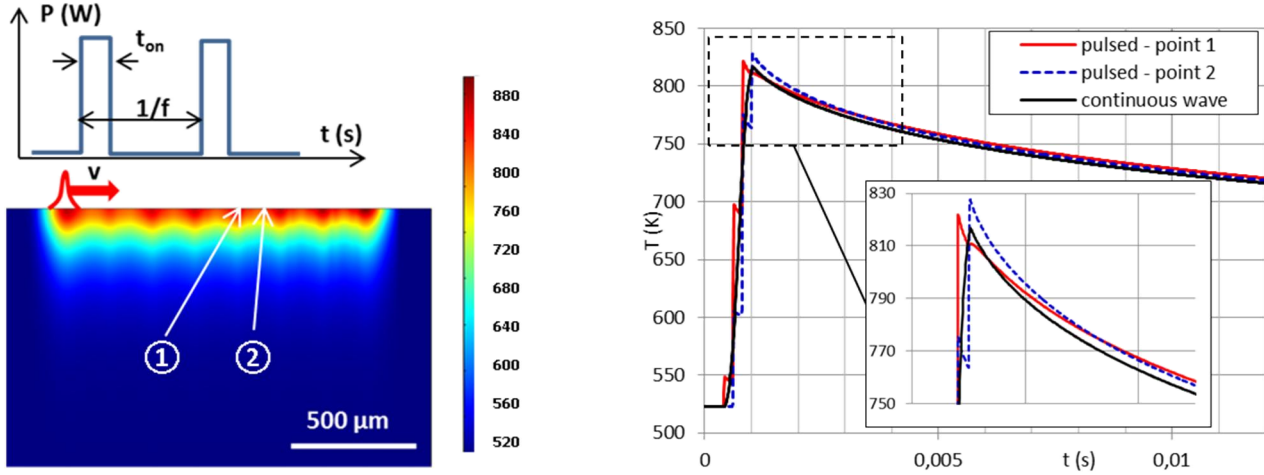 P (W)
t_on
1/f
t (s)
v
1
2
500 µm
880
840
800
760
720
680
640
600
560
520
850
800
750
700
650
600
550
500
T (K)
0
0,005
0,01
t (s)
pulsed - point 1
pulsed - point 2
continuous wave
830
810
790
770
750